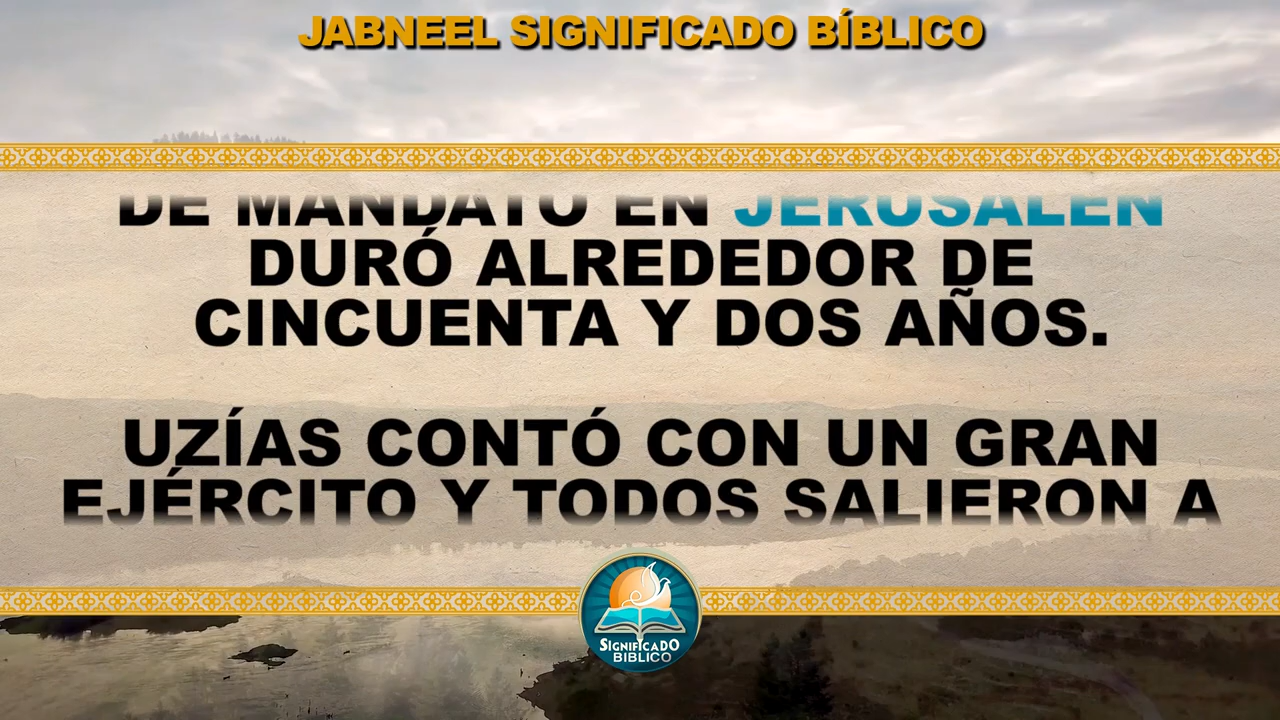 JABNEEL SIGNIFICADO BÍBLICO
DE MANDATO EN JERUSALÉN
DURÓ ALREDEDOR DE
CINCUENTA Y DOS AÑOS.
UZÍAS CONTÓ CON UN GRAN
EJÉRCITO Y TODOS SALIERON A
SIGNIFICADO
BIBLICO